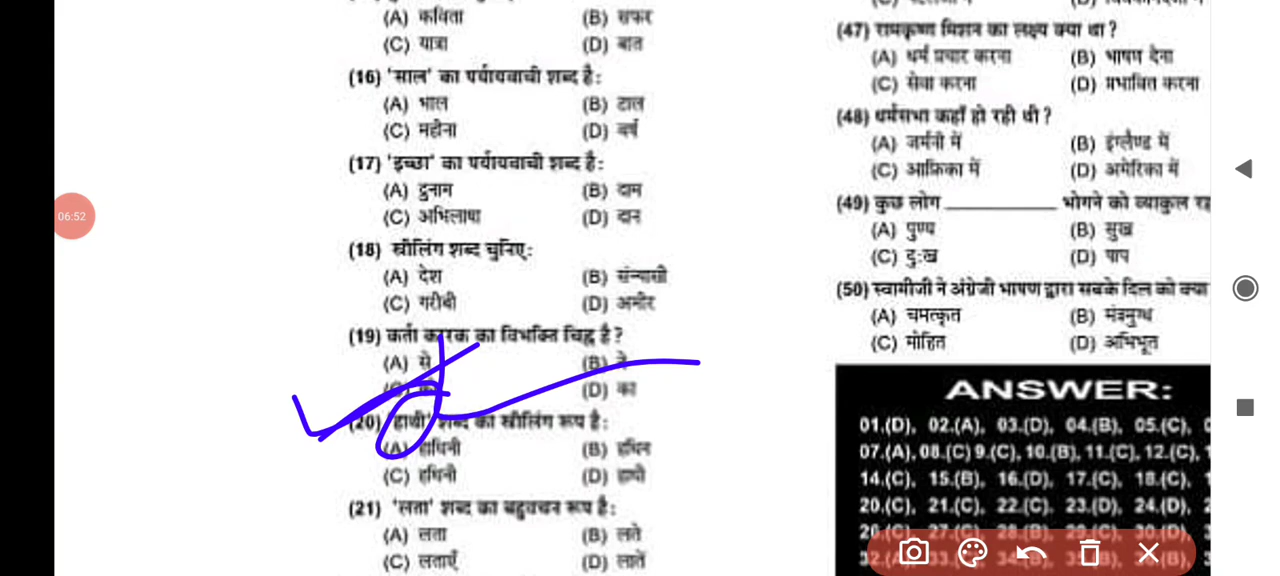 (A) कविता (B) सफर
(C) यात्रा (D) बात
(16) 'साल' का पर्यायवाची शब्द है:
(A) भाल (B) टाल
(C) महीना (D) वर्ष
(17) 'इच्छा' का पर्यायवाची शब्द है:
(A) इनाम (B) दाम
(C) अभिलाषा (D) दान
(18) स्त्रीलिंग शब्द चुनिए:
(A) देश (B) संन्यासी
(C) गरीबी (D) अमीर
(19) कर्ता कारक का विभक्ति चिह्न है?
(A) से (B) ने
(C) को (D) का
(20) 'हाथी' शब्द का स्त्रीलिंग रूप है:
(A) हाथिनी (B) हथिन
(C) हथिनी (D) हाथी
(21) 'लता' शब्द का बहुवचन रूप है:
(A) लता (B) लते
(C) लताएँ (D) लातें
(47) रामकृष्ण मिशन का लक्ष्य क्या था?
(A) धर्म प्रचार करना (B) भाषण देना
(C) सेवा करना (D) प्रभावित करना
(48) धर्मसभा कहाँ हो रही थी?
(A) जर्मनी में (B) इंग्लैण्ड में
(C) आफ्रिका में (D) अमेरिका में
(49) कुछ लोग __________ भोगने को व्याकुल
(A) पुण्य (B) सुख
(C) दुःख (D) पाप
(50) स्वामीजी ने अंग्रेजी भाषण द्वारा सबके दिल को क्या
(A) चमत्कृत (B) मंत्रमुग्ध
(C) मोहित (D) अभिभूत
ANSWER:
01.(D), 02.(A), 03.(D), 04.(B), 05.(C),
07.(A), 08.(C) 9.(C), 10.(B), 11.(C), 12.(C),
14.(C), 15.(B), 16.(D), 17.(C), 18.(C),
20.(C), 21.(C), 22.(C), 23.(D), 24.(D),
06:52